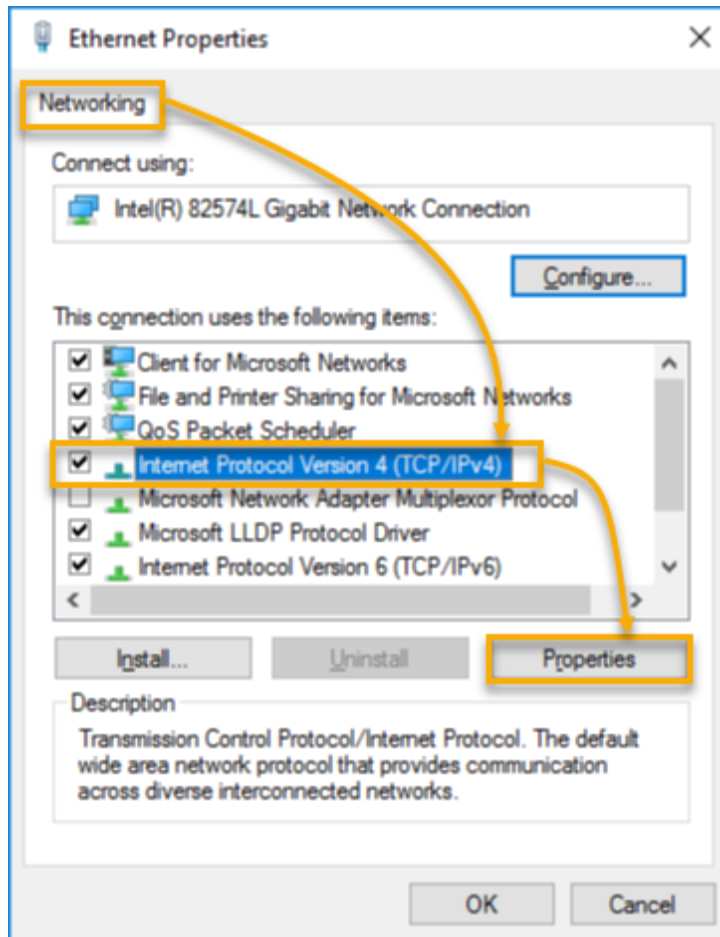 Ethernet Properties
Networking
Connect using:
Intel(R) 82574L Gigabit Network Connection
Configure...
This connection uses the following items:
Client for Microsoft Networks
File and Printer Sharing for Microsoft Networks
QoS Packet Scheduler
Internet Protocol Version 4 (TCP/IPv4)
Microsoft Network Adapter Multiplexor Protocol
Microsoft LLDP Protocol Driver
Internet Protocol Version 6 (TCP/IPv6)
Install... Uninstall Properties
Description
Transmission Control Protocol/Internet Protocol. The default
wide area network protocol that provides communication
across diverse interconnected networks.
OK Cancel